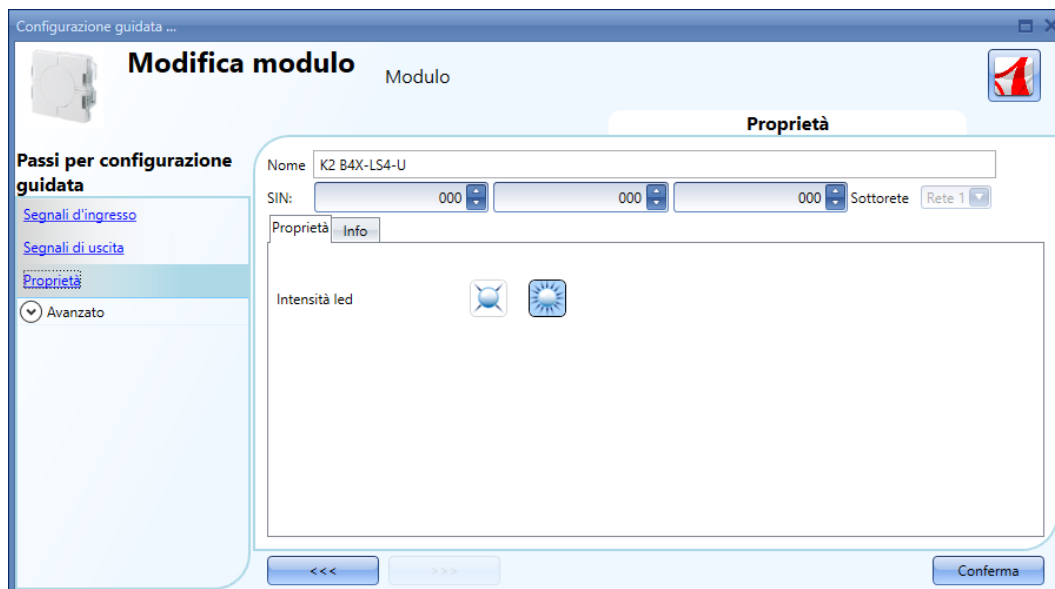 Configurazione guidata ...
Modifica modulo
Modulo
Proprietà
Passi per configurazione
guidata
Segnali d'ingresso
Segnali di uscita
Proprietà
Avanzato
Nome K2 B4X-LS4-U
SIN: 000 000 000 Sottorete Rete 1
Proprietà Info
Intensità led
<<< >>> Conferma